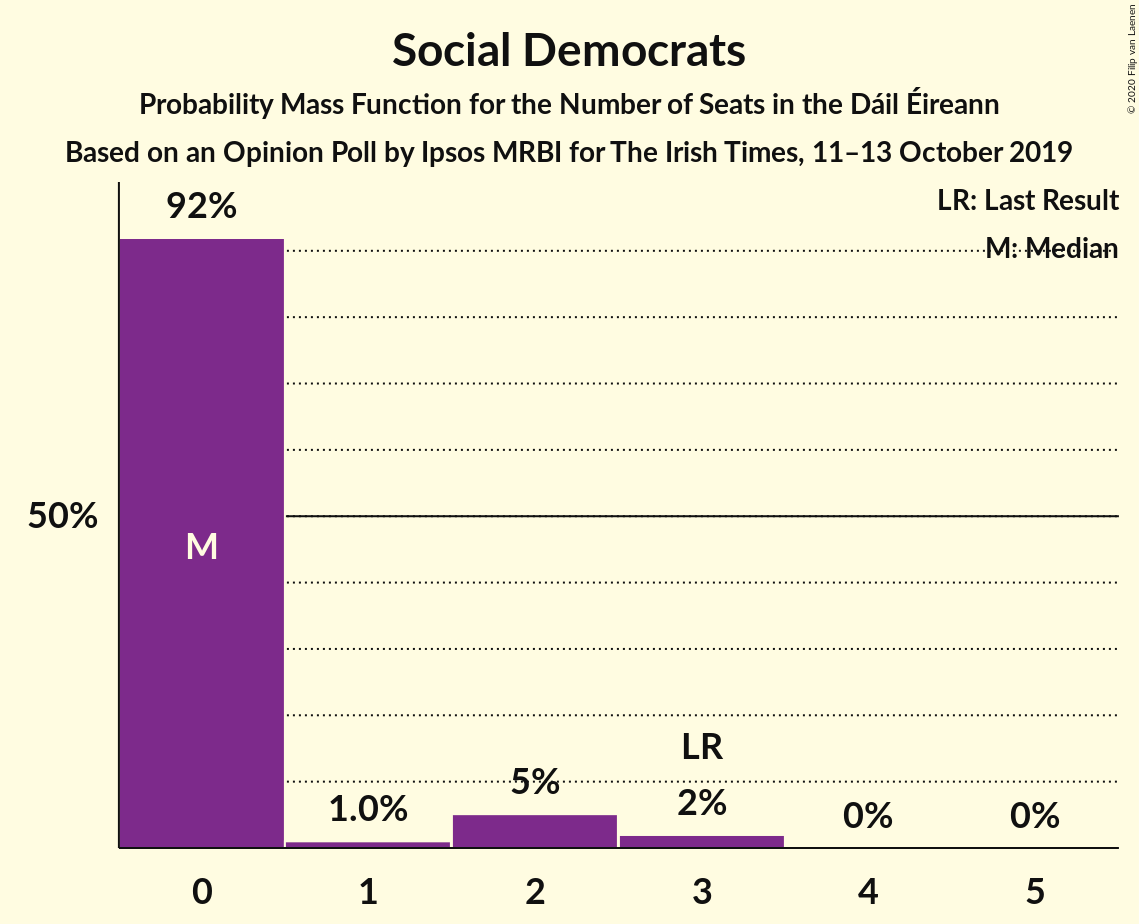 Social Democrats
Probability Mass Function for the Number of Seats in the Dáil Éireann
Based on an Opinion Poll by Ipsos MRBI for The Irish Times, 11–13 October 2019
© 2020 Filip van Laenen
LR: Last Result
M: Median
92%
50%
M
LR
1.0%
5%
2%
0%
0%
0
1
2
3
4
5